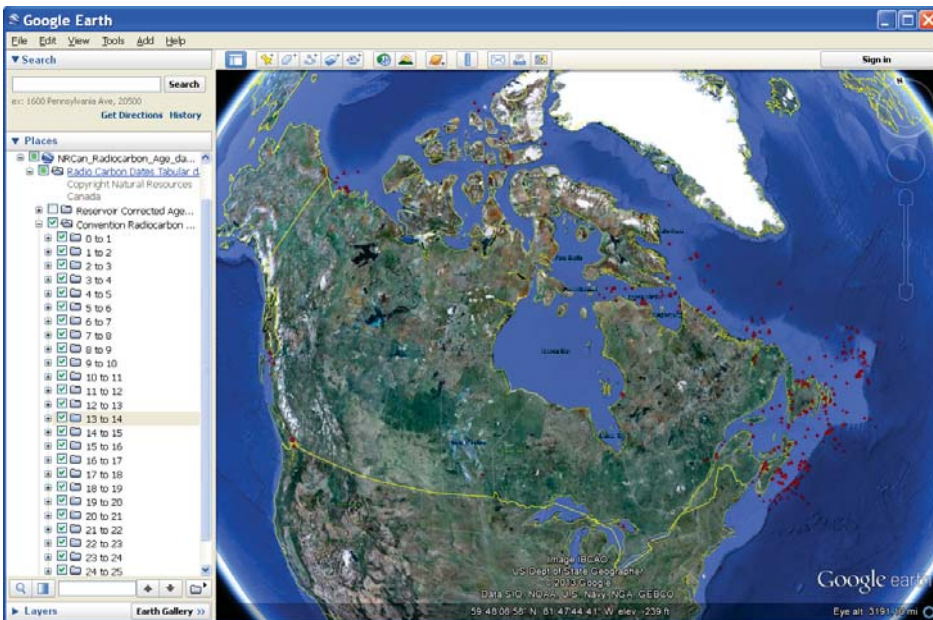 Google Earth
File Edit View Tools Add Help
Search
Search
ex: 1600 Pennsylvania Ave, 20500
Get Directions History
Places
NRCan_Radiocarbon_Age_da...
Radio Carbon Dates Tabular d
Copyright Natural Resources
Canada
Reservoir Corrected Age...
Convention Radiocarbon ...
0 to 1
1 to 2
2 to 3
3 to 4
4 to 5
5 to 6
6 to 7
7 to 8
8 to 9
9 to 10
10 to 11
11 to 12
12 to 13
13 to 14
14 to 15
15 to 16
16 to 17
17 to 18
18 to 19
19 to 20
20 to 21
21 to 22
22 to 23
23 to 24
24 to 25
Layers
Earth Gallery >>
Sign in
N
Hudson Bay
Image IBCAO
US Dept of State Geographer
© 2013 Google
Data SIO, NOAA, U.S. Navy, NGA, GEBCO
Google earth
59°48'08.58" N 81°47'44.41" W elev -239 ft
Eye alt 3191.10 mi